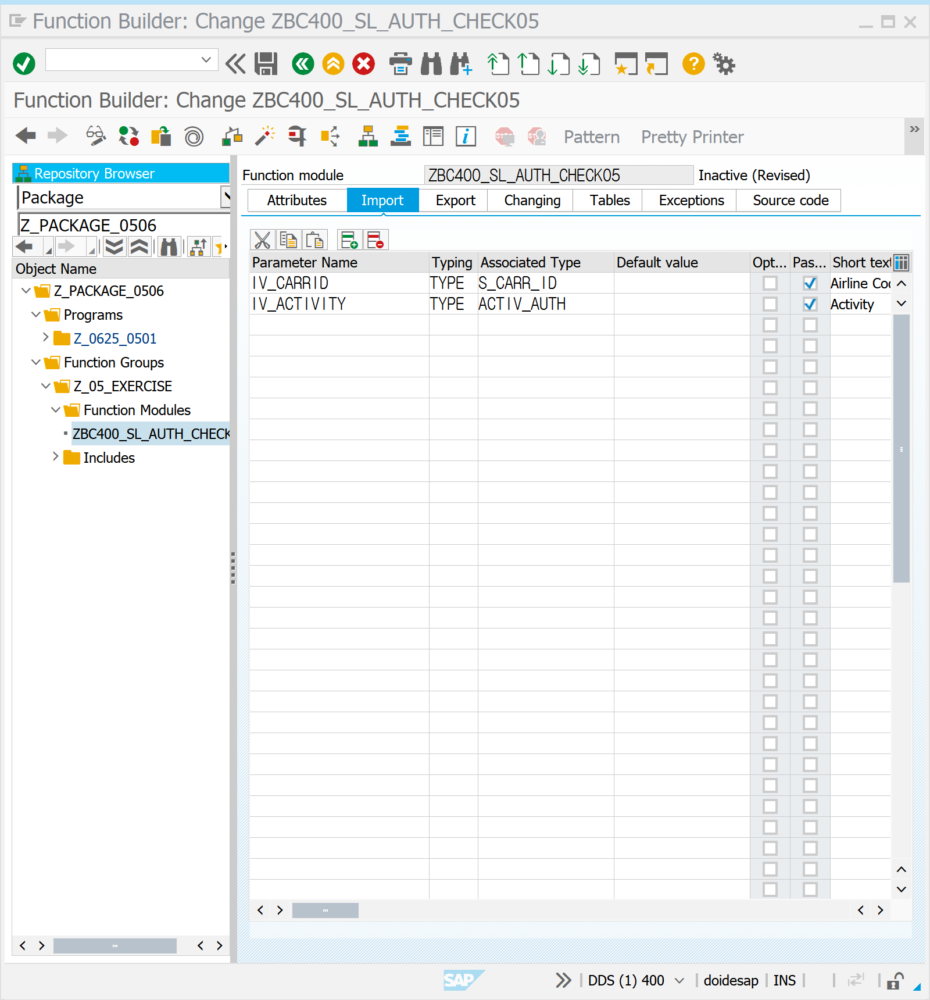 Function Builder: Change ZBC400_SL_AUTH_CHECK05
Function Builder: Change ZBC400_SL_AUTH_CHECK05
Pattern Pretty Printer
Repository Browser
Package
Z_PACKAGE_0506
Object Name
Z_PACKAGE_0506
Programs
Z_0625_0501
Function Groups
Z_05_EXERCISE
Function Modules
ZBC400_SL_AUTH_CHECK
Includes
Function module ZBC400_SL_AUTH_CHECK05 Inactive (Revised)
Attributes Import Export Changing Tables Exceptions Source code
Parameter Name Typing Associated Type Default value Opt... Pas... Short text
IV_CARRID TYPE S_CARR_ID Airline Coc
IV_ACTIVITY TYPE ACTIV_AUTH Activity
SAP DDS (1) 400 doidesap INS